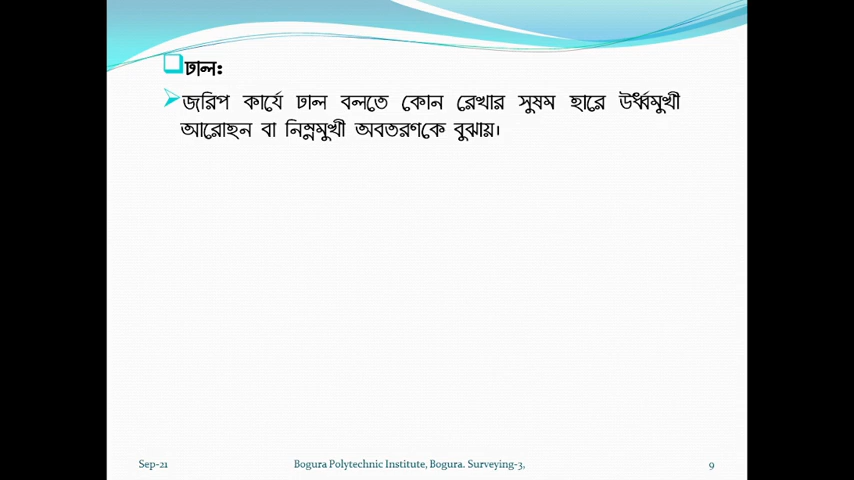 ঢাল:
জরিপ কার্যে ঢাল বলতে কোন রেখার সুষম হারে উর্ধ্বমুখী
আরোহন বা নিম্নমুখী অবতরণকে বুঝায়।
Sep-21 Bogura Polytechnic Institute, Bogura. Surveying-3, 9